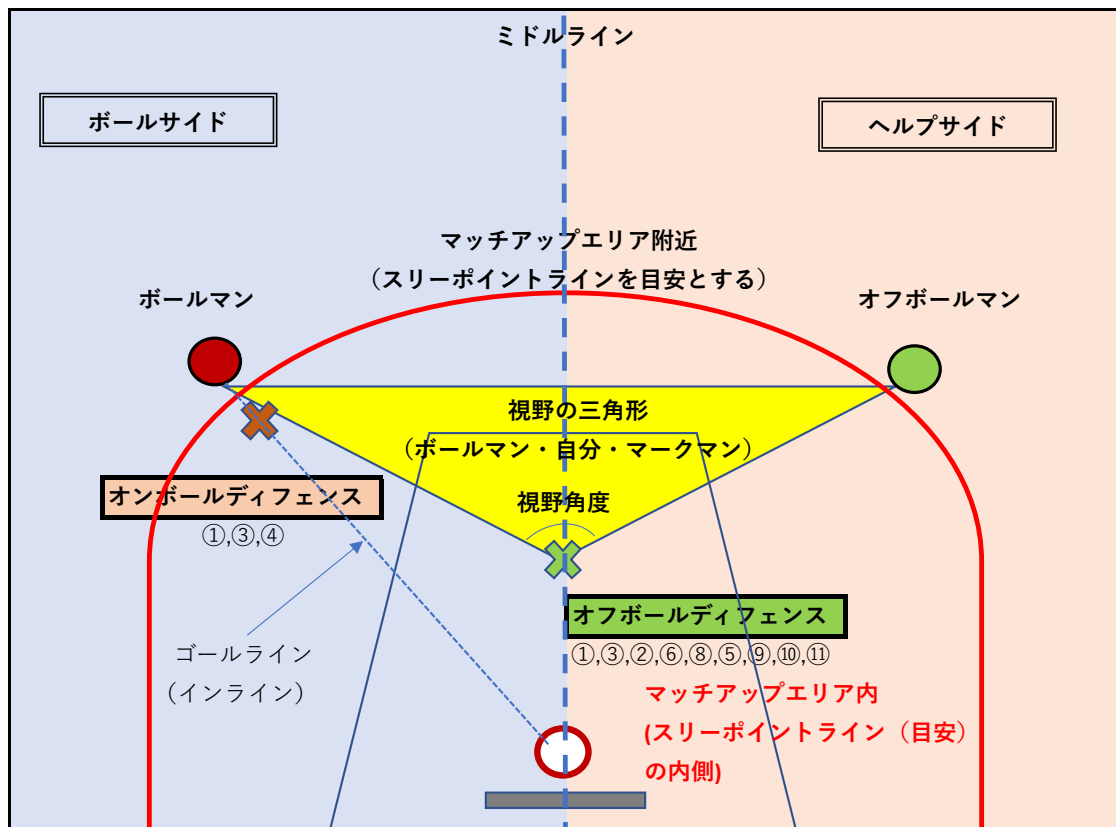 ミドルライン
ボールサイド
ヘルプサイド
マッチアップエリア附近
（スリーポイントラインを目安とする）
ボールマン
オフボールマン
視野の三角形
（ボールマン・自分・マークマン）
視野角度
オンボールディフェンス
①,③,④
オフボールディフェンス
①,③,②,⑥,⑧,⑤,⑨,⑩,⑪
ゴールライン
（インライン）
マッチアップエリア内
(スリーポイントライン（目安）
の内側)